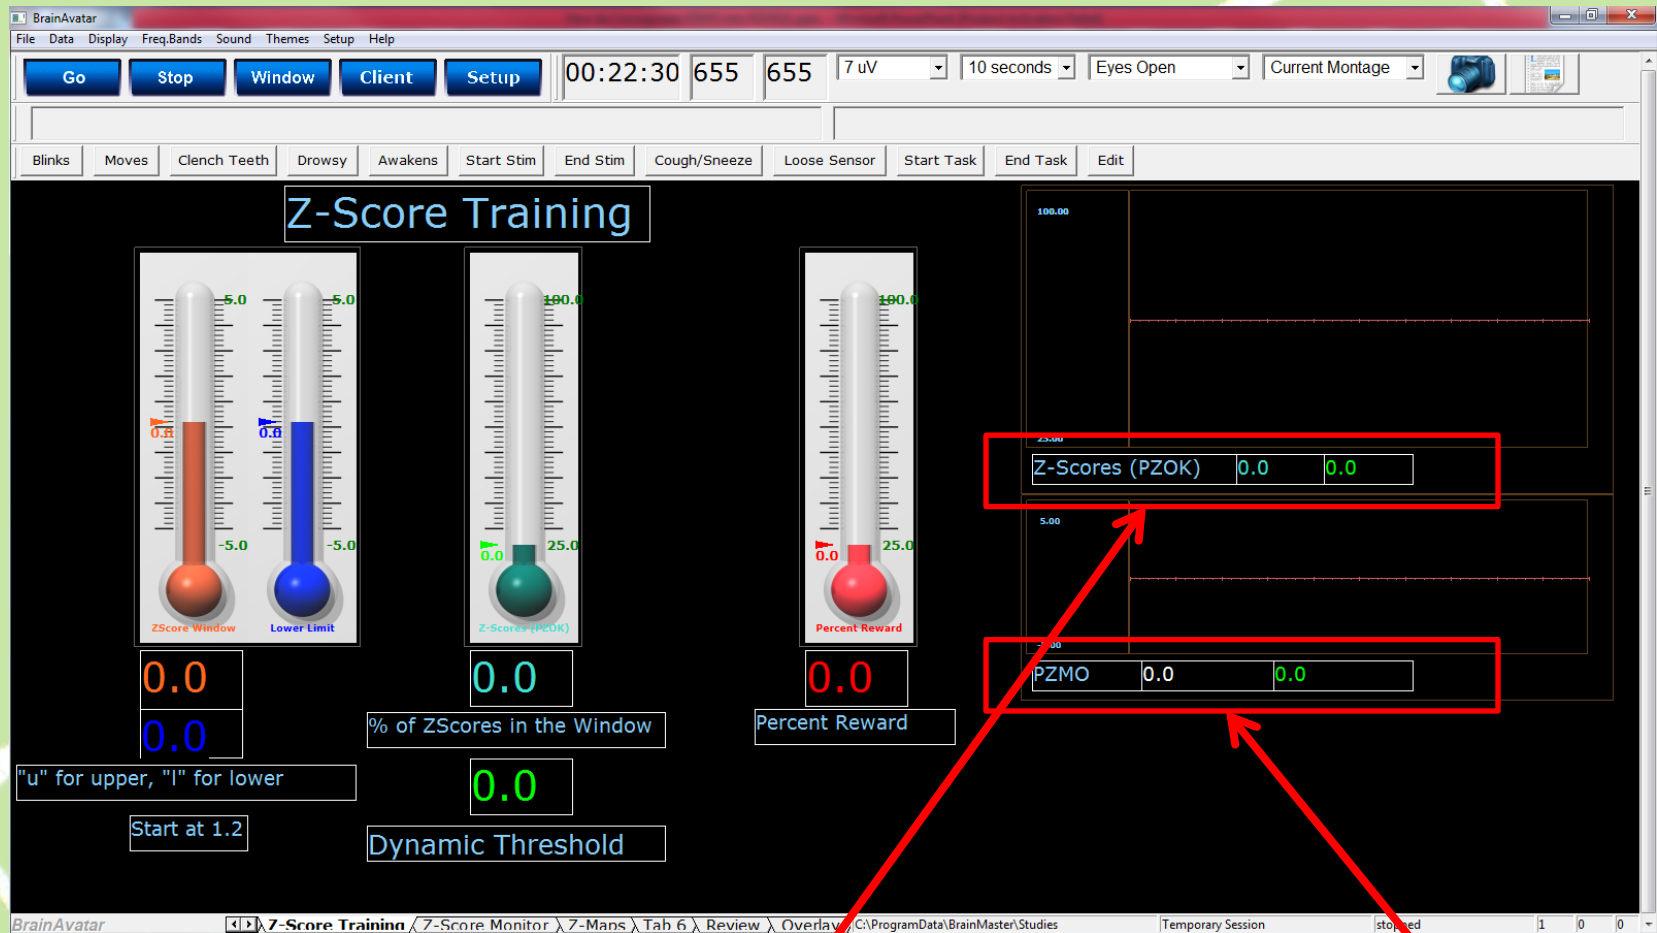 BrainAvatar
File Data Display Freq.Bands Sound Themes Setup Help
Go Stop Window Client Setup 00:22:30 655 655 7 uV 10 seconds Eyes Open Current Montage
Blinks Moves Clench Teeth Drowsy Awakens Start Stim End Stim Cough/Sneeze Loose Sensor Start Task End Task Edit
Z-Score Training
100.00
5.0 5.0 100.0 100.0
0.0 0.0
25.00
Z-Scores (PZOK) 0.0 0.0
5.00
-5.0 -5.0 0.0 25.0 0.0 25.0
ZScore Window Lower Limit Z-Scores (PZOK) Percent Reward
0.0 0.0 0.0
PZMO 0.0 0.0
0.0
% of ZScores in the Window
Percent Reward
"u" for upper, "l" for lower
0.0
Start at 1.2
Dynamic Threshold
BrainAvatar Z-Score Training Z-Score Monitor Z-Maps Tab 6 Review Overlay C:\ProgramData\BrainMaster\Studies Temporary Session stopped 1 0 0